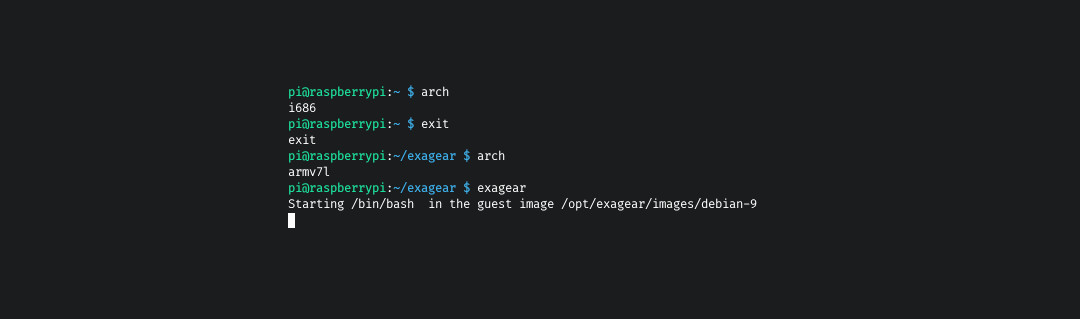 pi@raspberrypi:~ $ arch
i686
pi@raspberrypi:~ $ exit
exit
pi@raspberrypi:~/exagear $ arch
armv7l
pi@raspberrypi:~/exagear $ exagear
Starting /bin/bash  in the guest image /opt/exagear/images/debian-9